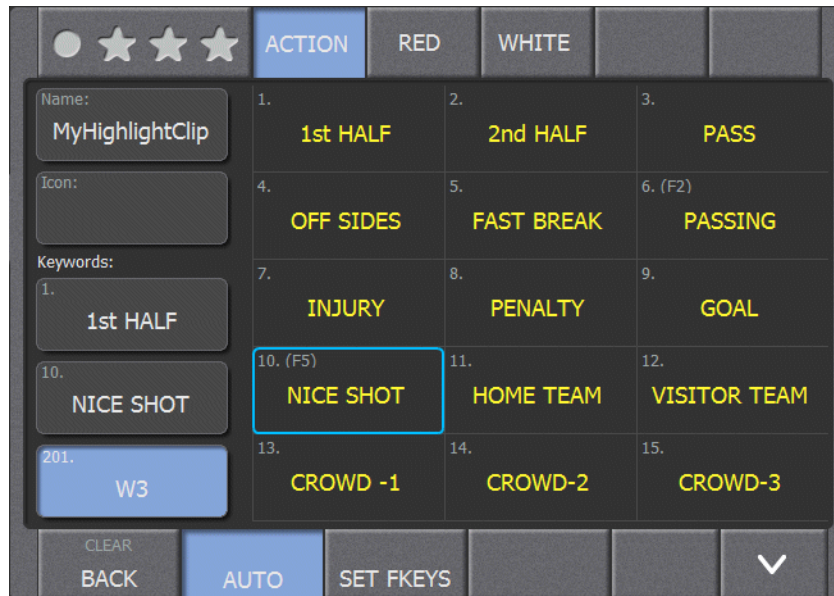 ACTION RED WHITE
Name:
MyHighlightClip
Icon:
Keywords:
1.
1st HALF
10.
NICE SHOT
201.
W3
1. 2. 3.
1st HALF 2nd HALF PASS
4. 5. 6. (F2)
OFF SIDES FAST BREAK PASSING
7. 8. 9.
INJURY PENALTY GOAL
10. (F5) 11. 12.
NICE SHOT HOME TEAM VISITOR TEAM
13. 14. 15.
CROWD -1 CROWD-2 CROWD-3
CLEAR
BACK AUTO SET FKEYS